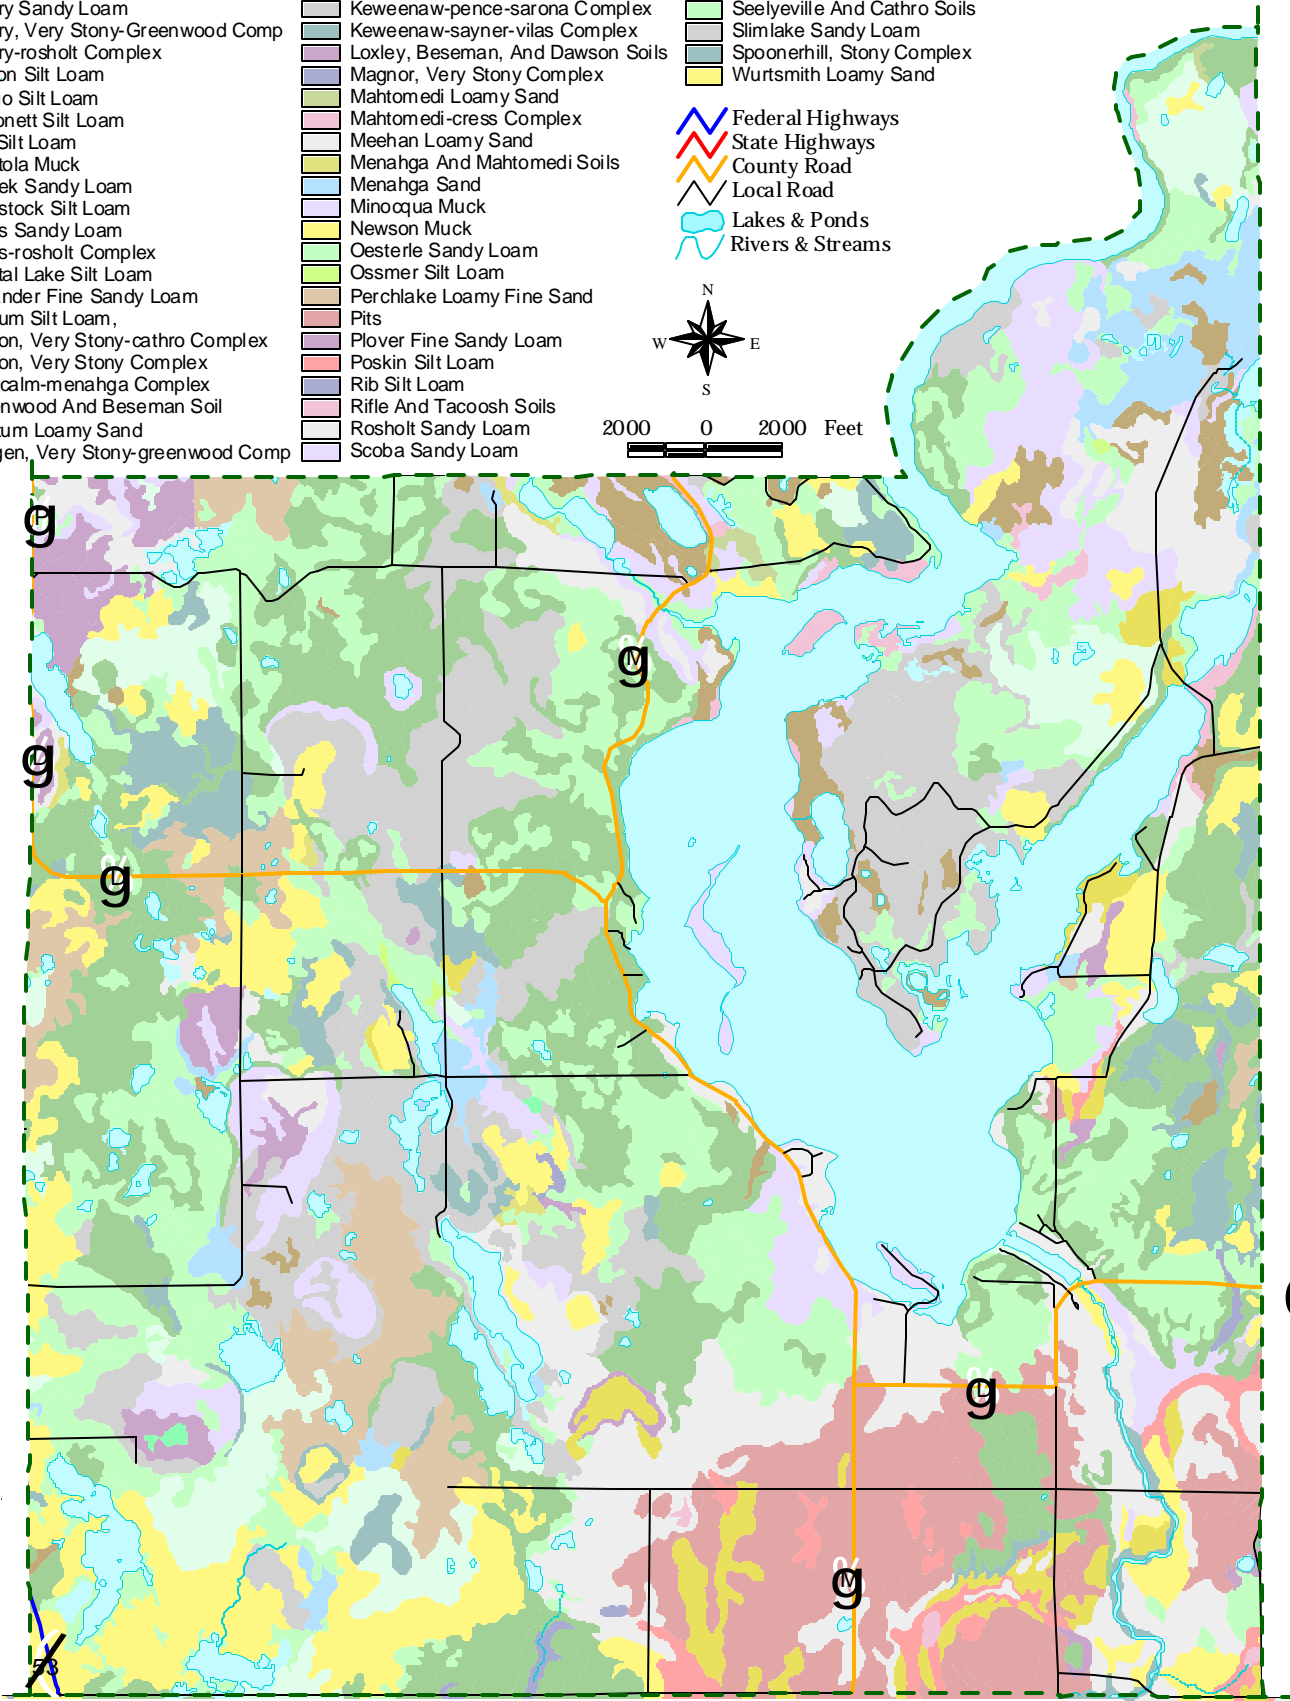 ry Sandy Loam
ry, Very Stony-Greenwood Comp
ry-rosholt Complex
on Silt Loam
o Silt Loam
onett Silt Loam
Silt Loam
tola Muck
ek Sandy Loam
stock Silt Loam
s Sandy Loam
s-rosholt Complex
tal Lake Silt Loam
nder Fine Sandy Loam
um Silt Loam,
on, Very Stony-cathro Complex
on, Very Stony Complex
calm-menahga Complex
nwood And Beseman Soil
tum Loamy Sand
gen, Very Stony-greenwood Comp
Keweenaw-pence-sarona Complex
Keweenaw-sayner-vilas Complex
Loxley, Beseman, And Dawson Soils
Magnor, Very Stony Complex
Mahtomedi Loamy Sand
Mahtomedi-cress Complex
Meehan Loamy Sand
Menahga And Mahtomedi Soils
Menahga Sand
Minocqua Muck
Newson Muck
Oesterle Sandy Loam
Ossmer Silt Loam
Perchlake Loamy Fine Sand
Pits
Plover Fine Sandy Loam
Poskin Silt Loam
Rib Silt Loam
Rifle And Tacoosh Soils
Rosholt Sandy Loam
Scoba Sandy Loam
Seelyeville And Cathro Soils
Slimlake Sandy Loam
Spoonerhill, Stony Complex
Wurtsmith Loamy Sand
Federal Highways
State Highways
County Road
Local Road
Lakes & Ponds
Rivers & Streams
N
W E
S
2000 0 2000 Feet
g
g
M
g
g
g
M
g
53